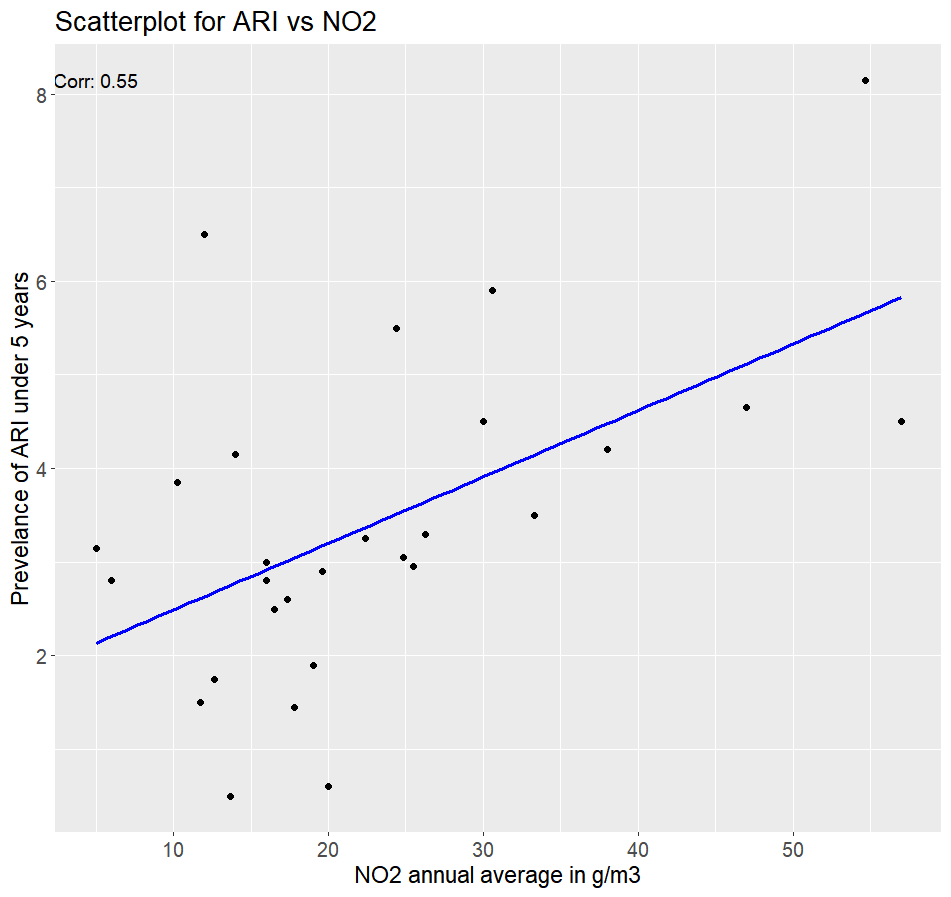 Scatterplot for ARI vs NO2
Corr: 0.55
8
6
4
2
Prevelance of ARI under 5 years
10 20 30 40 50
NO2 annual average in g/m3